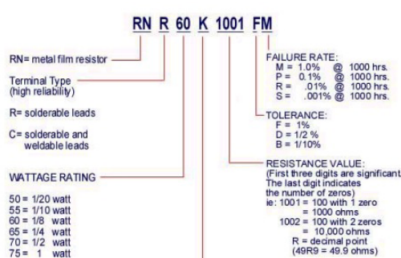 RN R 60 K 1001 FM
RN= metal film resistor
Terminal Type
(high reliability)
R= solderable leads
C= solderable and
weldable leads
WATTAGE RATING
50 = 1/20 watt
55 = 1/10 watt
60 = 1/8 watt
65 = 1/4 watt
70 = 1/2 watt
75 = 1 watt
FAILURE RATE:
M = 1.0% @ 1000 hrs.
P = 0.1% @ 1000 hrs.
R = .01% @ 1000 hrs.
S = .001% @ 1000 hrs.
TOLERANCE:
F = 1%
D = 1/2 %
B = 1/10%
RESISTANCE VALUE:
(First three digits are significant
The last digit indicates
the number of zeros)
ie: 1001 = 100 with 1 zero
= 1000 ohms
1002 = 100 with 2 zeros
= 10,000 ohms
R = decimal point
(49R9 = 49.9 ohms)